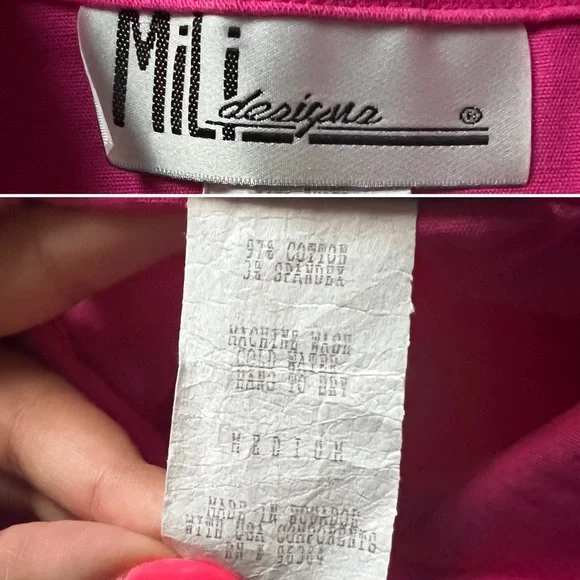 MiLi
designs ®
97% COTTON
3% SPANDEX
MACHINE WASH
COLD WATER
HANG TO DRY
MEDIUM
MADE IN
WITH USA COMPONENTS
RN # 96364